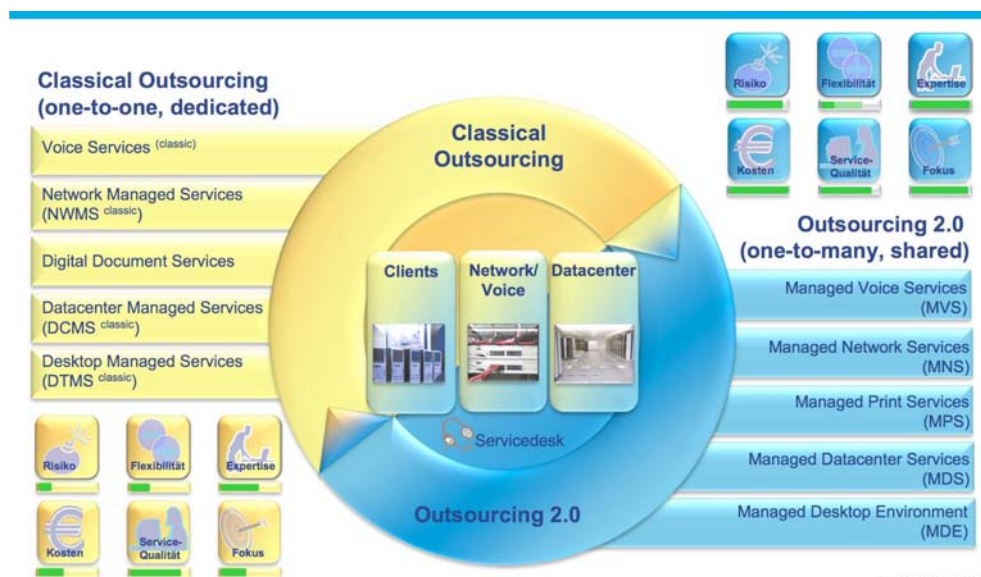 Classical Outsourcing
(one-to-one, dedicated)
Voice Services (classic)
Network Managed Services
(NWMS classic)
Digital Document Services
Datacenter Managed Services
(DCMS classic)
Desktop Managed Services
(DTMS classic)
Risiko
Flexibilität
Expertise
Kosten
Service-
Qualität
Fokus
Classical
Outsourcing
Clients
Network/
Voice
Datacenter
Servicedesk
Outsourcing 2.0
Risiko
Flexibilität
Expertise
Kosten
Service-
Qualität
Fokus
Outsourcing 2.0
(one-to-many, shared)
Managed Voice Services
(MVS)
Managed Network Services
(MNS)
Managed Print Services
(MPS)
Managed Datacenter Services
(MDS)
Managed Desktop Environment
(MDE)